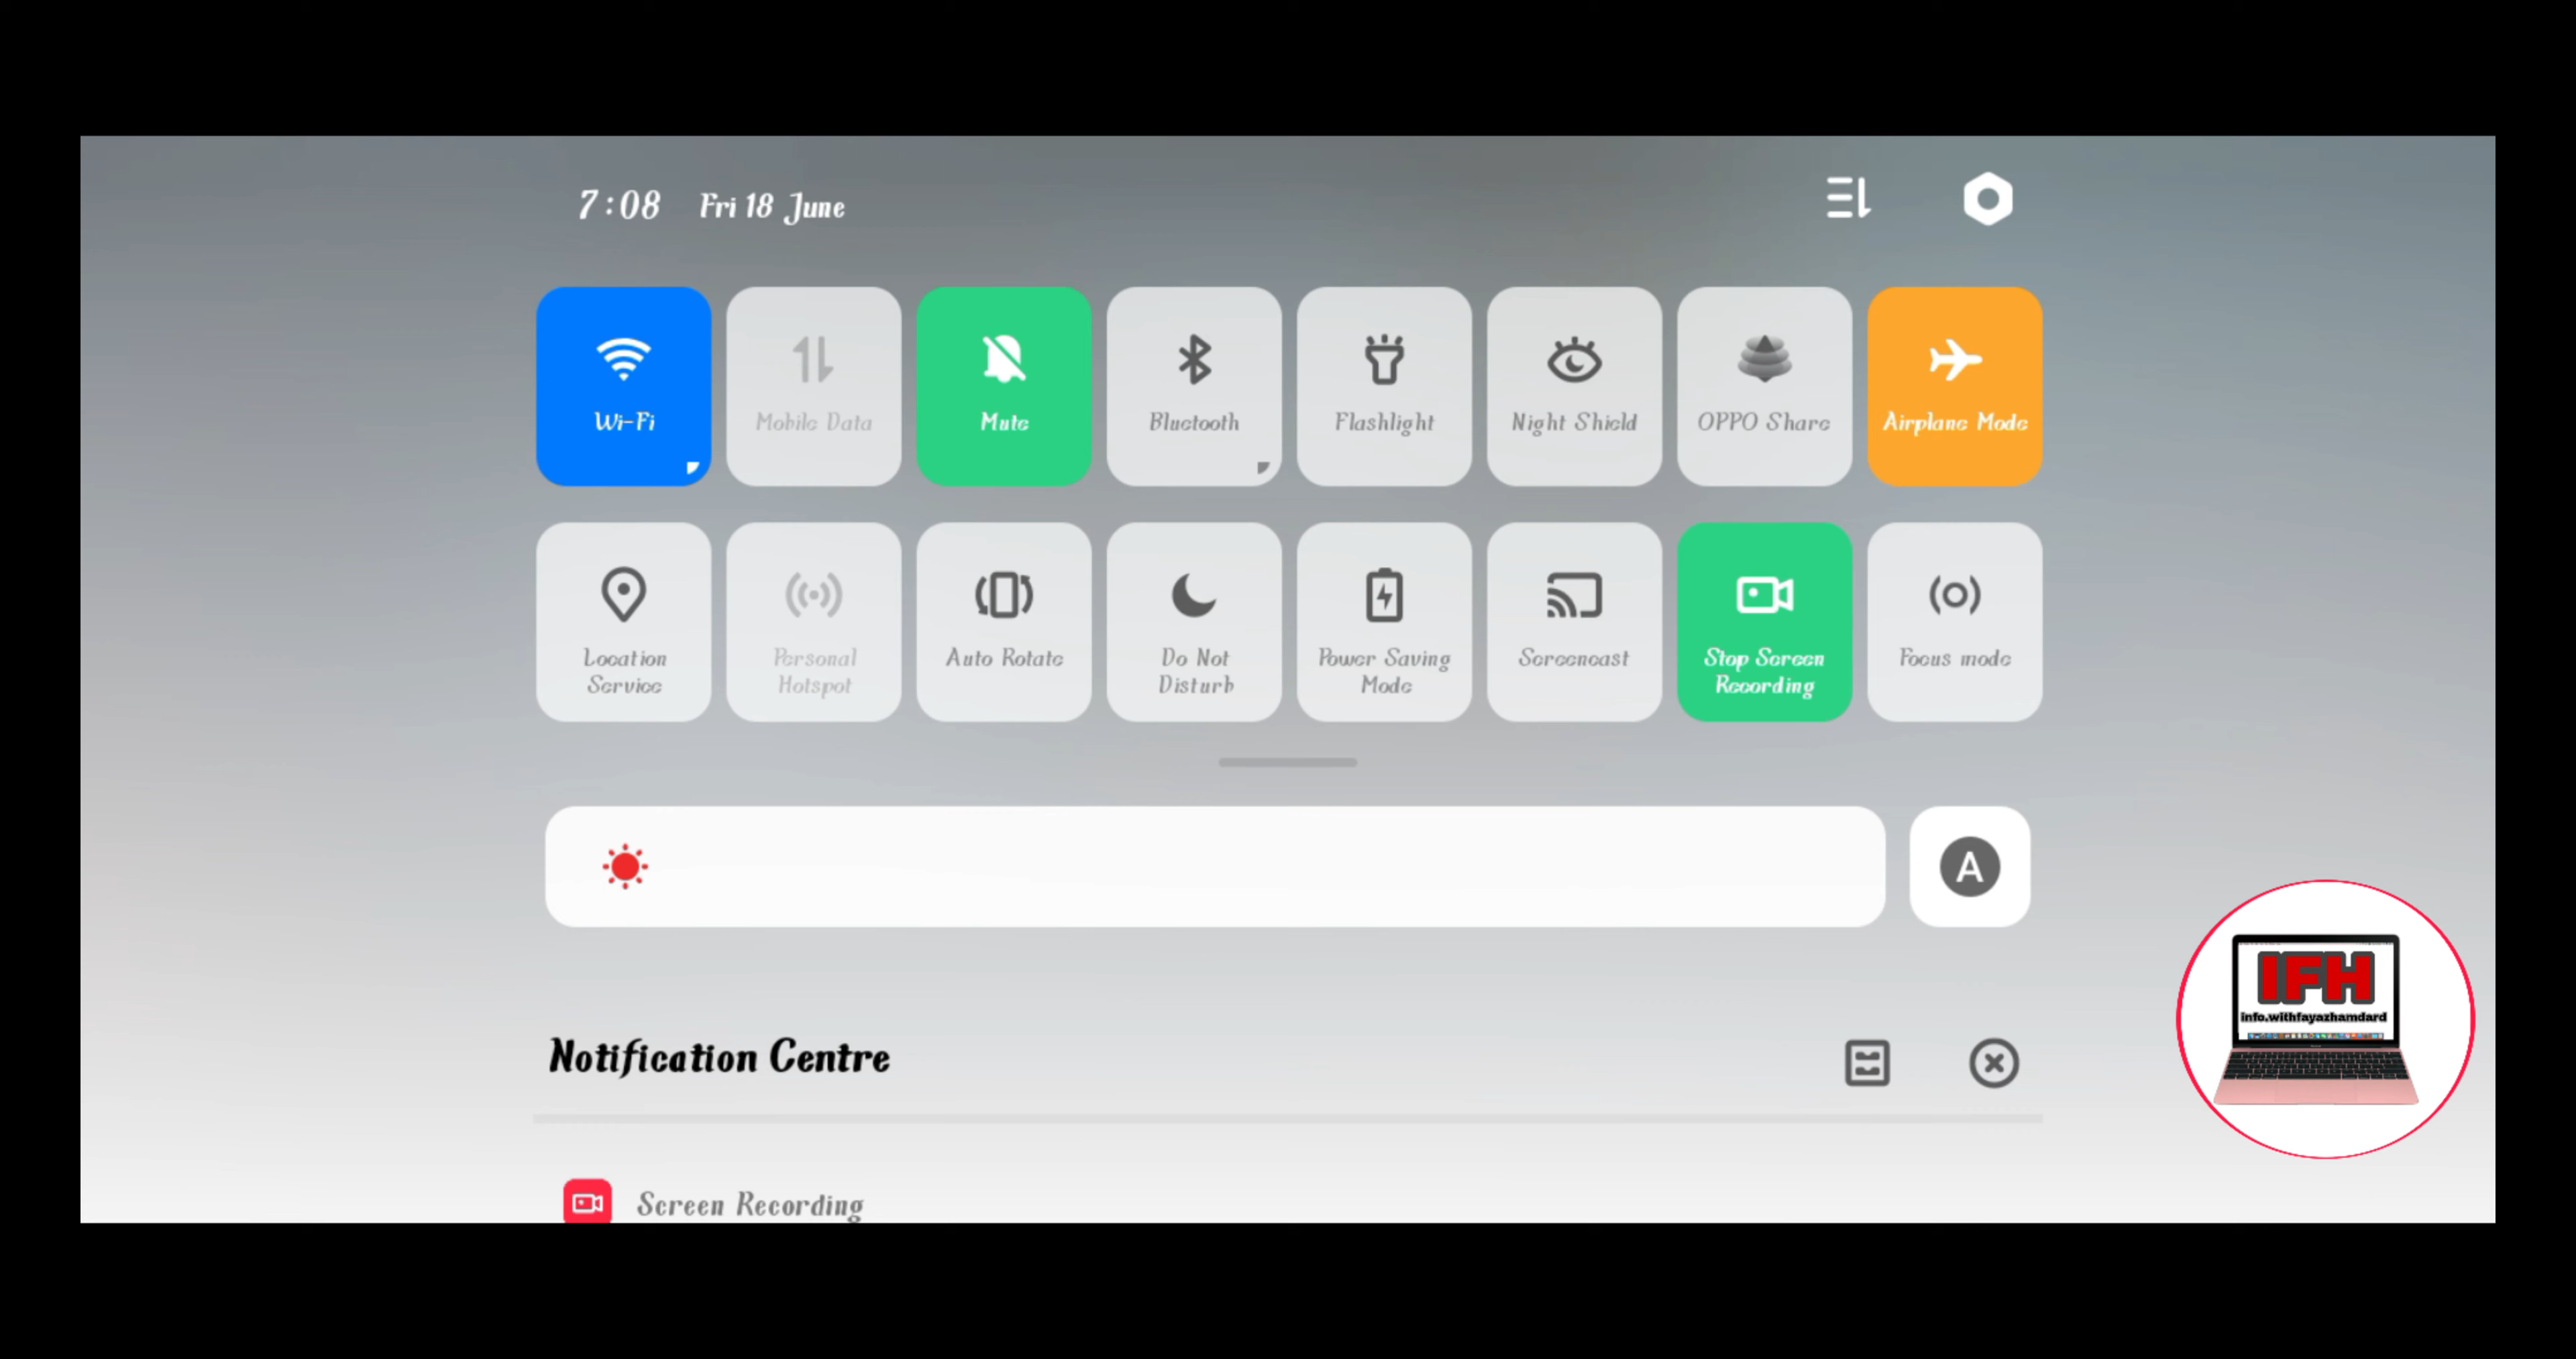 7:08 Fri 18 June
Wi-Fi
Mobile Data
Mute
Bluetooth
Flashlight
Night Shield
OPPO Share
Airplane Mode
Location
Service
Personal
Hotspot
Auto Rotate
Do Not
Disturb
Power Saving
Mode
Screencast
Stop Screen
Recording
Focus mode
A
IFH
info.withfayazhamdard
Notification Centre
Screen Recording